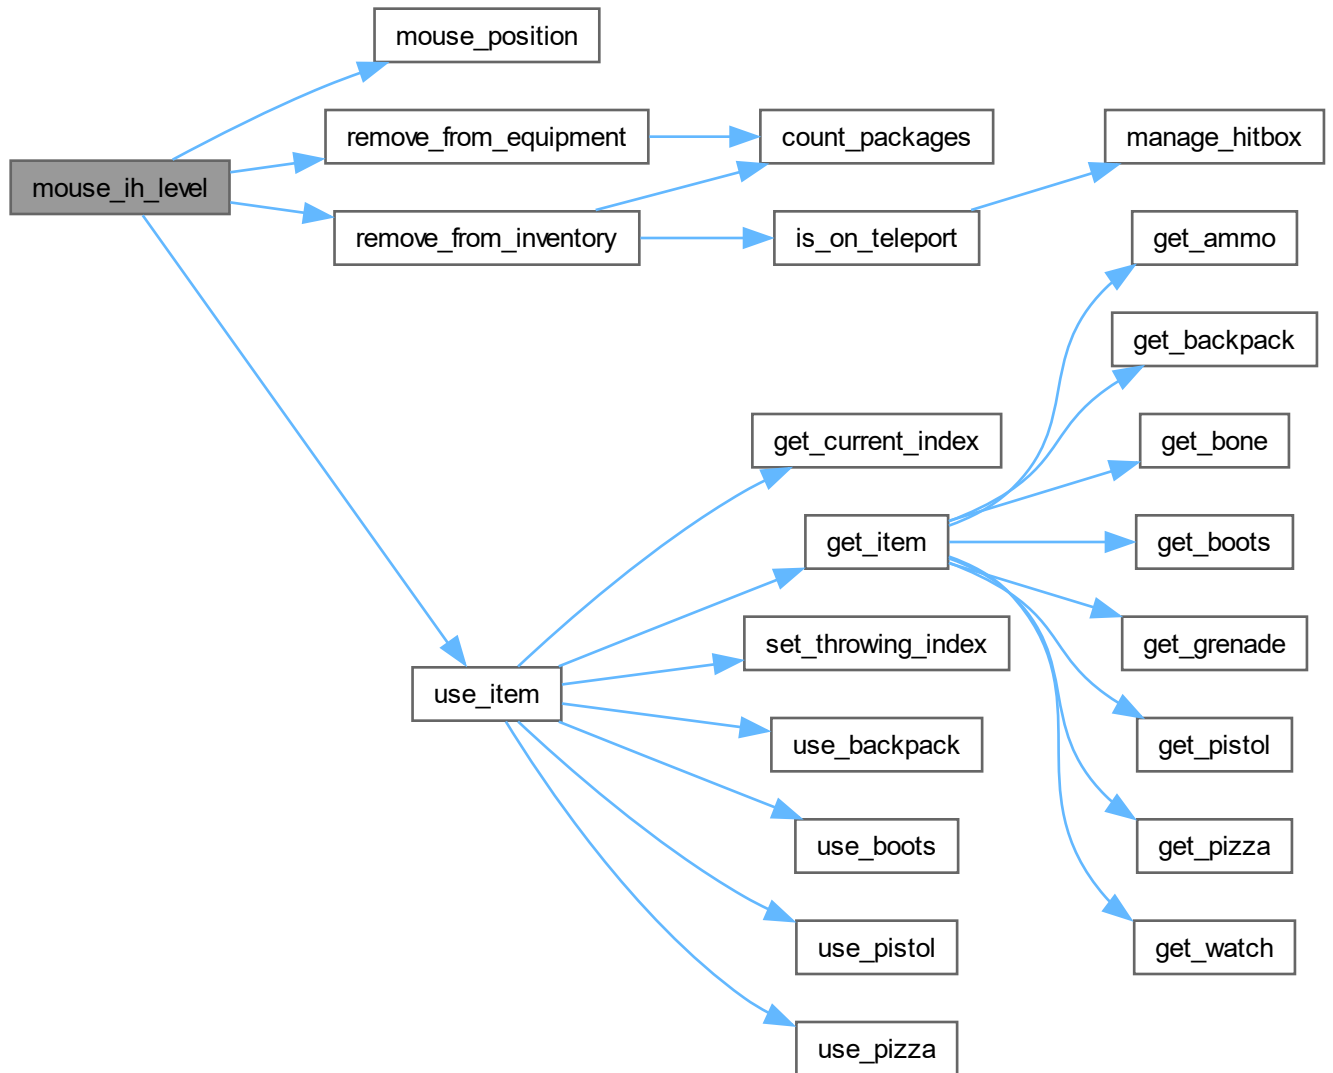 mouse_position
remove_from_equipment
count_packages
manage_hitbox
mouse_ih_level
remove_from_inventory
is_on_teleport
get_ammo
get_backpack
get_current_index
get_bone
get_item
get_boots
set_throwing_index
get_grenade
use_item
use_backpack
get_pistol
use_boots
get_pizza
use_pistol
get_watch
use_pizza